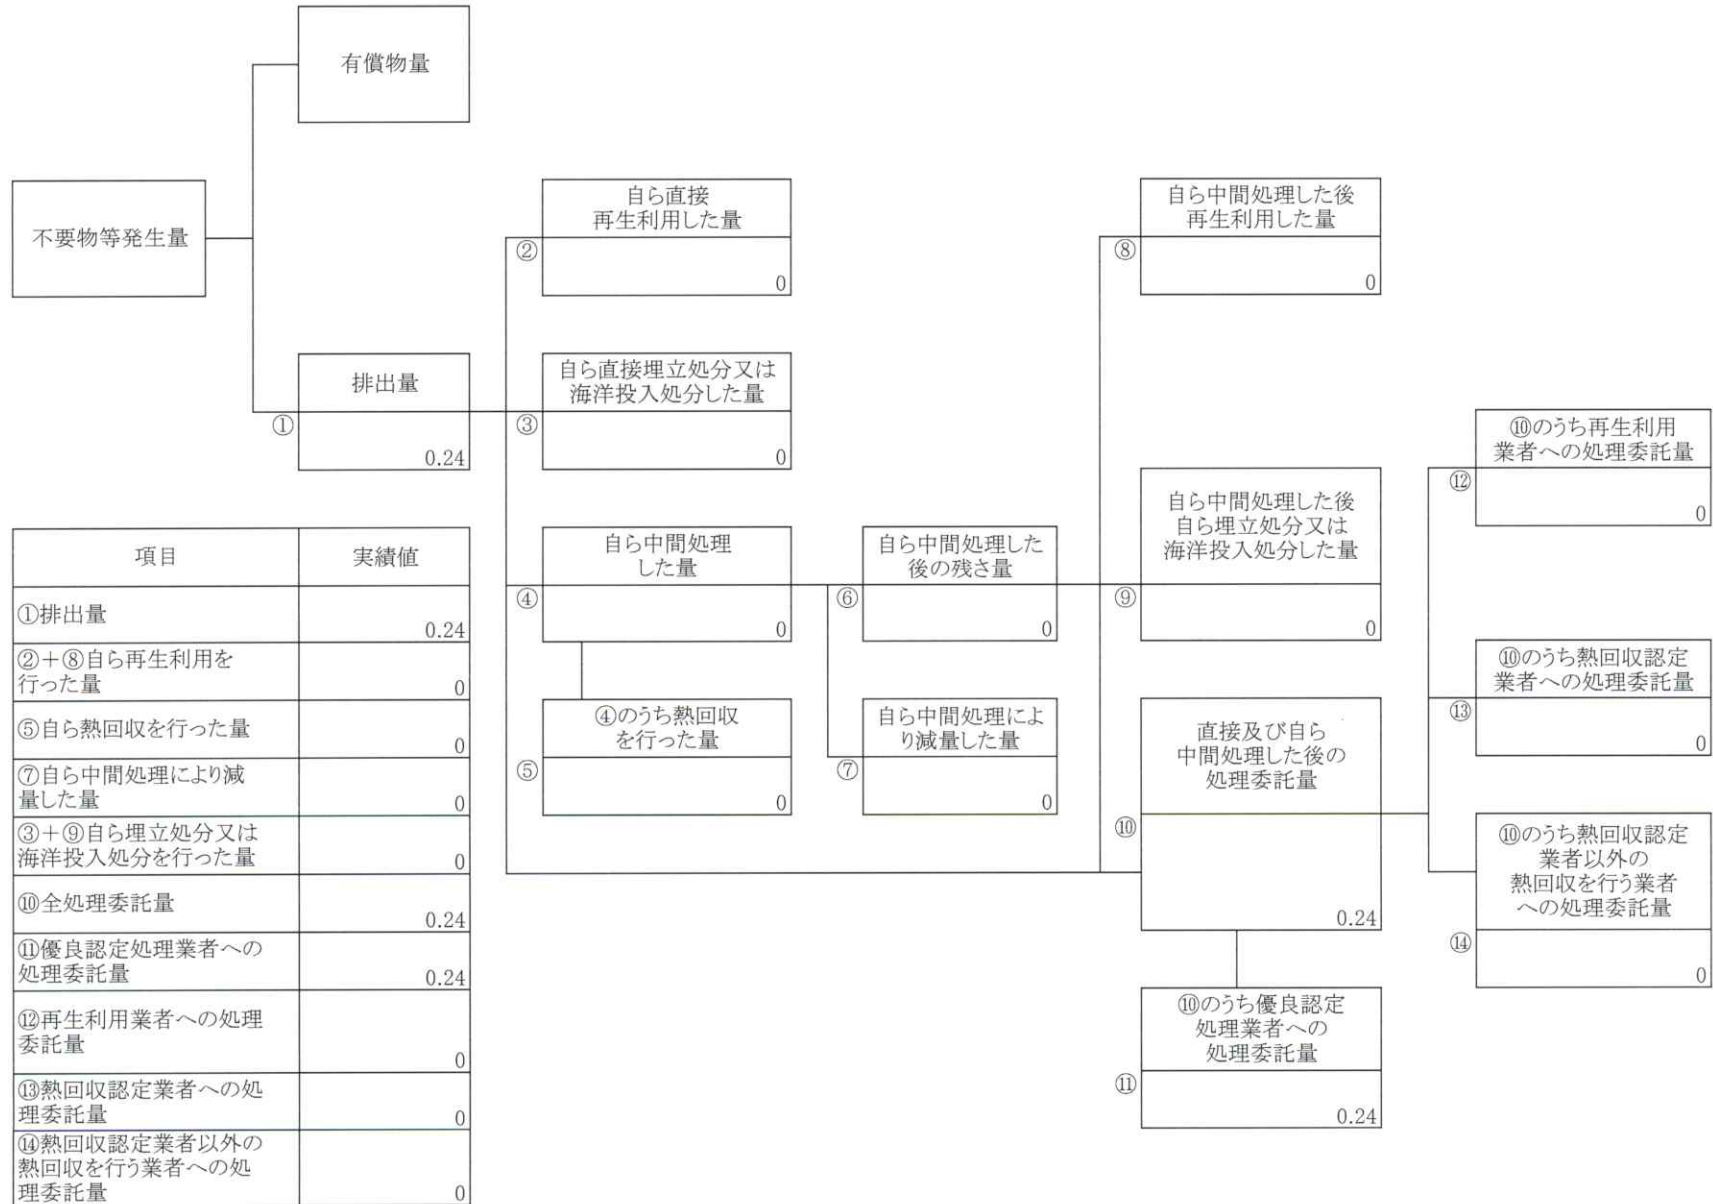 有償物量
不要物等発生量
排出量
①
0.24
自ら直接
再生利用した量
②
0
自ら直接埋立処分又は
海洋投入処分した量
③
0
自ら中間処理
した量
④
0
④のうち熱回収
を行った量
⑤
0
自ら中間処理した
後の残さ量
⑥
0
自ら中間処理によ
り減量した量
⑦
0
自ら中間処理した後
再生利用した量
⑧
0
自ら中間処理した後
自ら埋立処分又は
海洋投入処分した量
⑨
0
直接及び自ら
中間処理した後の
処理委託量
⑩
0.24
⑩のうち優良認定
処理業者への
処理委託量
⑪
0.24
⑩のうち再生利用
業者への処理委託量
⑫
0
⑩のうち熱回収認定
業者への処理委託量
⑬
0
⑩のうち熱回収認定
業者以外の
熱回収を行う業者
への処理委託量
⑭
0
項目 実績値
①排出量
0.24
②+⑧自ら再生利用を
行った量 0
⑤自ら熱回収を行った量
0
⑦自ら中間処理により減
量した量 0
③+⑨自ら埋立処分又は
海洋投入処分を行った量 0
⑩全処理委託量
0.24
⑪優良認定処理業者への
処理委託量 0.24
⑫再生利用業者への処理
委託量
0
⑬熱回収認定業者への処
理委託量 0
⑭熱回収認定業者以外の
熱回収を行う業者への処
理委託量 0